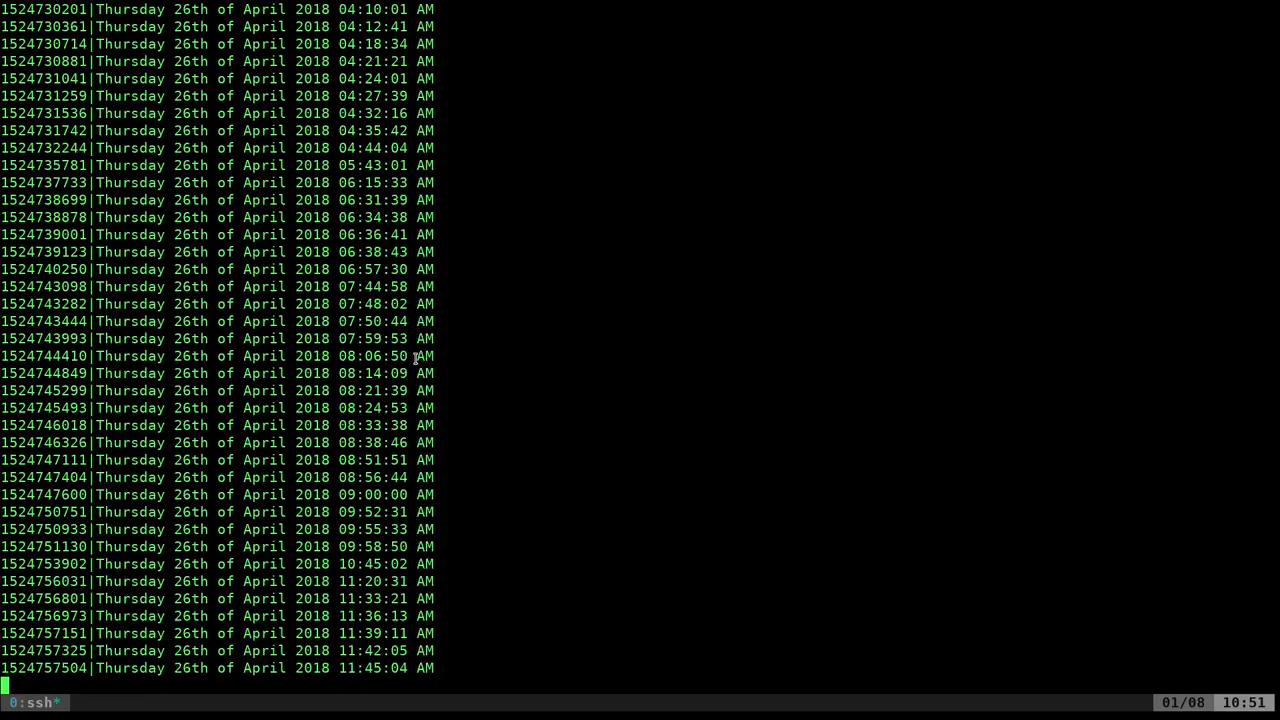 1524730201|Thursday 26th of April 2018 04:10:01 AM
1524730361|Thursday 26th of April 2018 04:12:41 AM
1524730714|Thursday 26th of April 2018 04:18:34 AM
1524730881|Thursday 26th of April 2018 04:21:21 AM
1524731041|Thursday 26th of April 2018 04:24:01 AM
1524731259|Thursday 26th of April 2018 04:27:39 AM
1524731536|Thursday 26th of April 2018 04:32:16 AM
1524731742|Thursday 26th of April 2018 04:35:42 AM
1524732244|Thursday 26th of April 2018 04:44:04 AM
1524735781|Thursday 26th of April 2018 05:43:01 AM
1524737733|Thursday 26th of April 2018 06:15:33 AM
1524738699|Thursday 26th of April 2018 06:31:39 AM
1524738878|Thursday 26th of April 2018 06:34:38 AM
1524739001|Thursday 26th of April 2018 06:36:41 AM
1524739123|Thursday 26th of April 2018 06:38:43 AM
1524740250|Thursday 26th of April 2018 06:57:30 AM
1524743098|Thursday 26th of April 2018 07:44:58 AM
1524743282|Thursday 26th of April 2018 07:48:02 AM
1524743444|Thursday 26th of April 2018 07:50:44 AM
1524743993|Thursday 26th of April 2018 07:59:53 AM
1524744410|Thursday 26th of April 2018 08:06:50 AM
1524744849|Thursday 26th of April 2018 08:14:09 AM
1524745299|Thursday 26th of April 2018 08:21:39 AM
1524745493|Thursday 26th of April 2018 08:24:53 AM
1524746018|Thursday 26th of April 2018 08:33:38 AM
1524746326|Thursday 26th of April 2018 08:38:46 AM
1524747111|Thursday 26th of April 2018 08:51:51 AM
1524747404|Thursday 26th of April 2018 08:56:44 AM
1524747600|Thursday 26th of April 2018 09:00:00 AM
1524750751|Thursday 26th of April 2018 09:52:31 AM
1524750933|Thursday 26th of April 2018 09:55:33 AM
1524751130|Thursday 26th of April 2018 09:58:50 AM
1524753902|Thursday 26th of April 2018 10:45:02 AM
1524756031|Thursday 26th of April 2018 11:20:31 AM
1524756801|Thursday 26th of April 2018 11:33:21 AM
1524756973|Thursday 26th of April 2018 11:36:13 AM
1524757151|Thursday 26th of April 2018 11:39:11 AM
1524757325|Thursday 26th of April 2018 11:42:05 AM
1524757504|Thursday 26th of April 2018 11:45:04 AM
0:ssh* 01/08 10:51